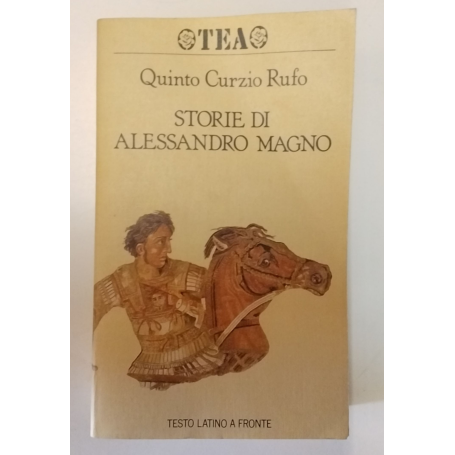 TEA
Quinto Curzio Rufo
STORIE DI
ALESSANDRO MAGNO
TESTO LATINO A FRONTE